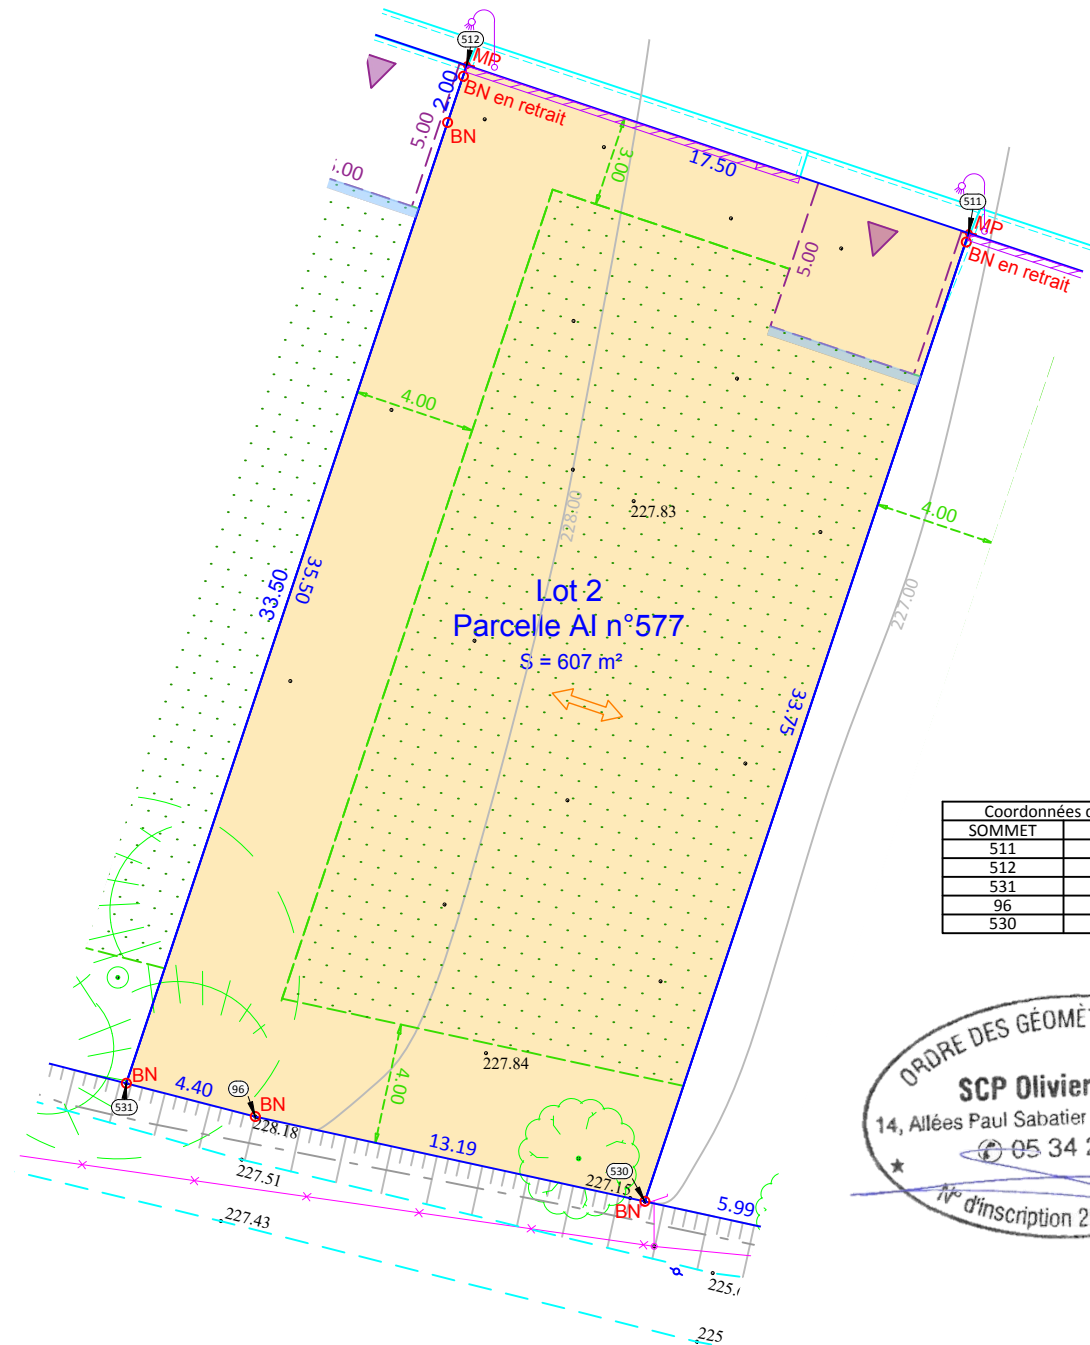 512
MP
BN en retrait
2.00
5.00
BN
3.00
17.50
511
MP
BN en retrait
5.00
4.00
4.00
228.00
227.83
33.50
35.50
227.00
Lot 2
Parcelle AI n°577
S = 607 m²
33.75
Coordonnées
SOMMET
511
512
531
96
530
227.84
4.00
BN
531
4.40
96
BN
228.18
13.19
530
227.15
BN
5.99
227.51
227.43
225
ORDRE DES
SCP Olivier
14, Allées Paul Sabatier
05 34
N° d'inscription